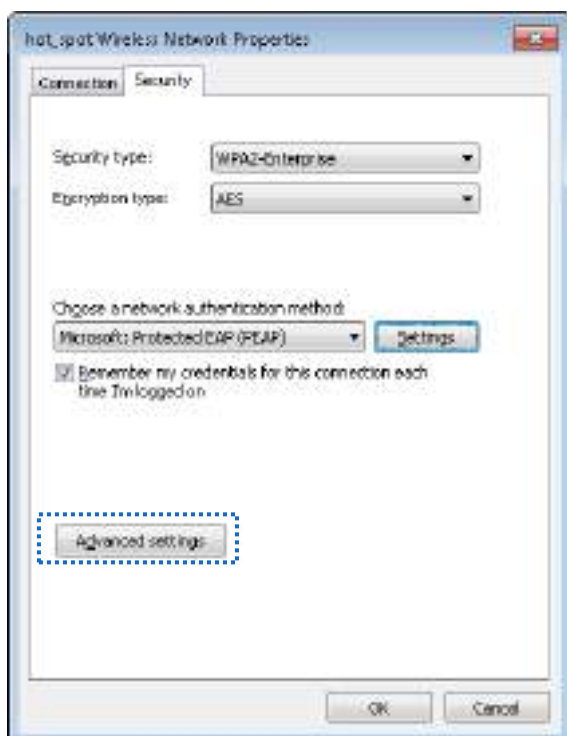 hot_spot Wireless Network Properties
Connection Security
Security type: WPA2-Enterprise
Encryption type: AES
Choose a network authentication method:
Microsoft: Protected EAP (PEAP) Settings
Remember my credentials for this connection each
time I'm logged on
Advanced settings
OK Cancel